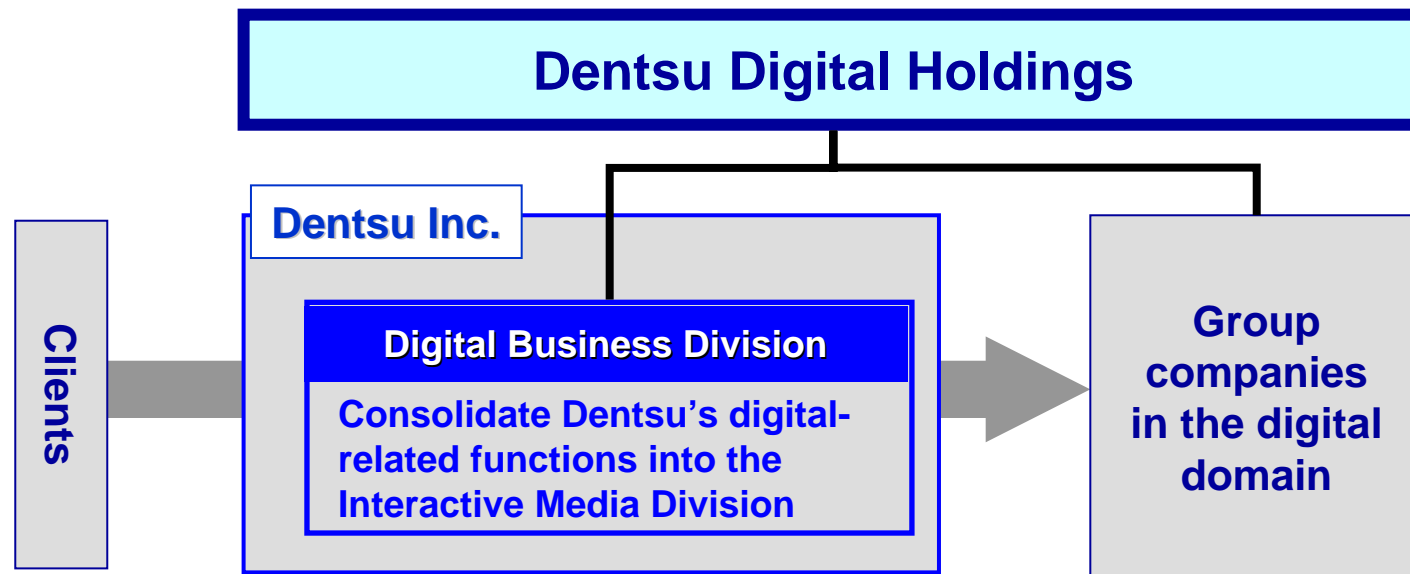 Dentsu Digital Holdings
Dentsu Inc.
Clients
Digital Business Division
Consolidate Dentsu’s digital-
related functions into the
Interactive Media Division
Group
companies
in the digital
domain